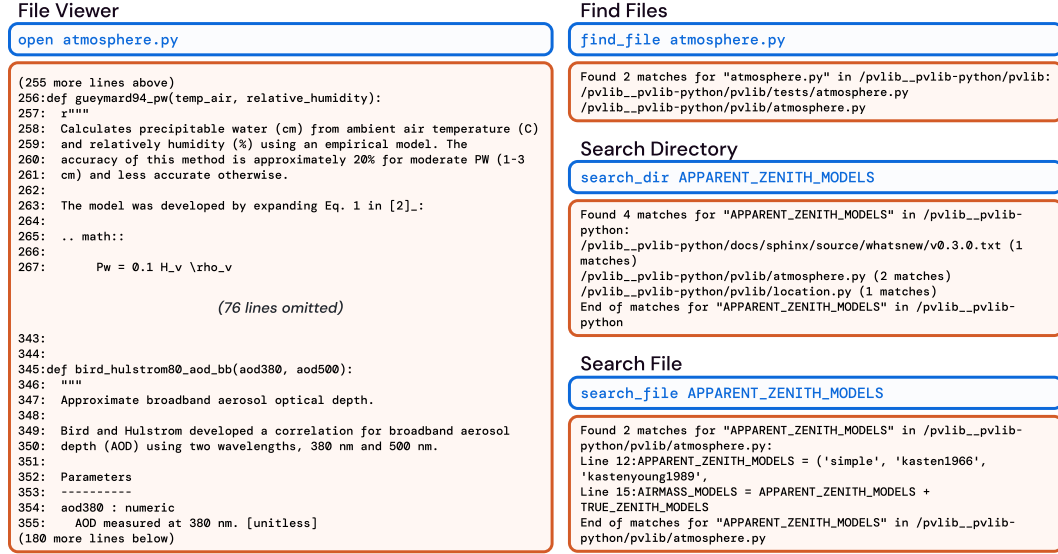 File Viewer
open atmosphere.py
(255 more lines above)
256:def gueymard94_pw(temp_air, relative_humidity):
257:  r"""
258:  Calculates precipitable water (cm) from ambient air temperature (C)
259:  and relatively humidity (%) using an empirical model. The
260:  accuracy of this method is approximately 20% for moderate PW (1-3
261:  cm) and less accurate otherwise.
262:
263:  The model was developed by expanding Eq. 1 in [2]_:
264:
265:  .. math::
266:
267:       Pw = 0.1 H_v \rho_v
(76 lines omitted)
343:
344:
345:def bird_hulstrom80_aod_bb(aod380, aod500):
346:  """
347:  Approximate broadband aerosol optical depth.
348:
349:  Bird and Hulstrom developed a correlation for broadband aerosol
350:  depth (AOD) using two wavelengths, 380 nm and 500 nm.
351:
352:  Parameters
353:  ----------
354:  aod380 : numeric
355:    AOD measured at 380 nm. [unitless]
(180 more lines below)
Find Files
find_file atmosphere.py
Found 2 matches for "atmosphere.py" in /pvlib__pvlib-python/pvlib:
/pvlib__pvlib-python/pvlib/tests/atmosphere.py
/pvlib__pvlib-python/pvlib/atmosphere.py
Search Directory
search_dir APPARENT_ZENITH_MODELS
Found 4 matches for "APPARENT_ZENITH_MODELS" in /pvlib__pvlib-
python:
/pvlib__pvlib-python/docs/sphinx/source/whatsnew/v0.3.0.txt (1
matches)
/pvlib__pvlib-python/pvlib/atmosphere.py (2 matches)
/pvlib__pvlib-python/pvlib/location.py (1 matches)
End of matches for "APPARENT_ZENITH_MODELS" in /pvlib__pvlib-
python
Search File
search_file APPARENT_ZENITH_MODELS
Found 2 matches for "APPARENT_ZENITH_MODELS" in /pvlib__pvlib-
python/pvlib/atmosphere.py:
Line 12:APPARENT_ZENITH_MODELS = ('simple', 'kasten1966',
'kastenyoung1989',
Line 15:AIRMASS_MODELS = APPARENT_ZENITH_MODELS +
TRUE_ZENITH_MODELS
End of matches for "APPARENT_ZENITH_MODELS" in /pvlib__pvlib-
python/pvlib/atmosphere.py